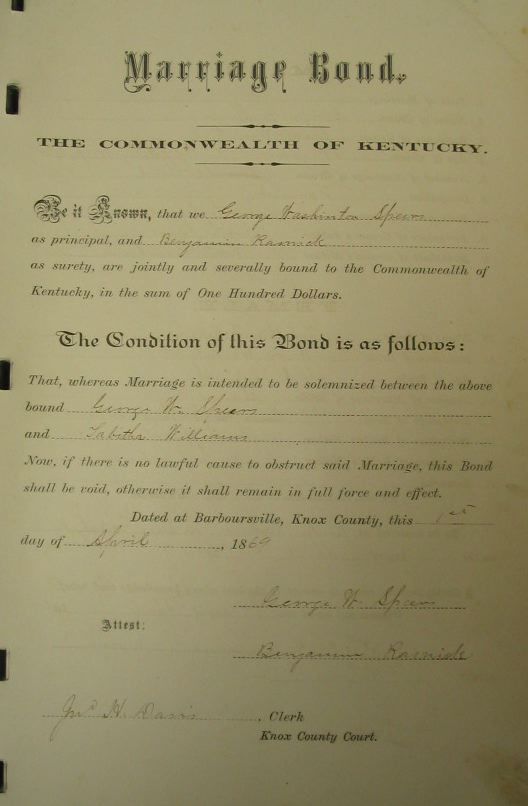 Marriage Bond.
THE COMMONWEALTH OF KENTUCKY.
Be it Known, that we George Washinton Spears
as principal, and Benjamin
as surety, are jointly and severally bound to the Commonwealth of
Kentucky, in the sum of One Hundred Dollars.
The Condition of this Bond is as follows:
That, whereas Marriage is intended to be solemnized between the above
bound George W. Spears
and Tabitha Williams
Now, if there is no lawful cause to obstruct said Marriage, this Bond
shall be void, otherwise it shall remain in full force and effect.
Dated at Barboursville, Knox County, this 1st
day of April, 1869
George W. Spears
Attest:
Benjamin
Jno H. Davis, Clerk
Knox County Court.